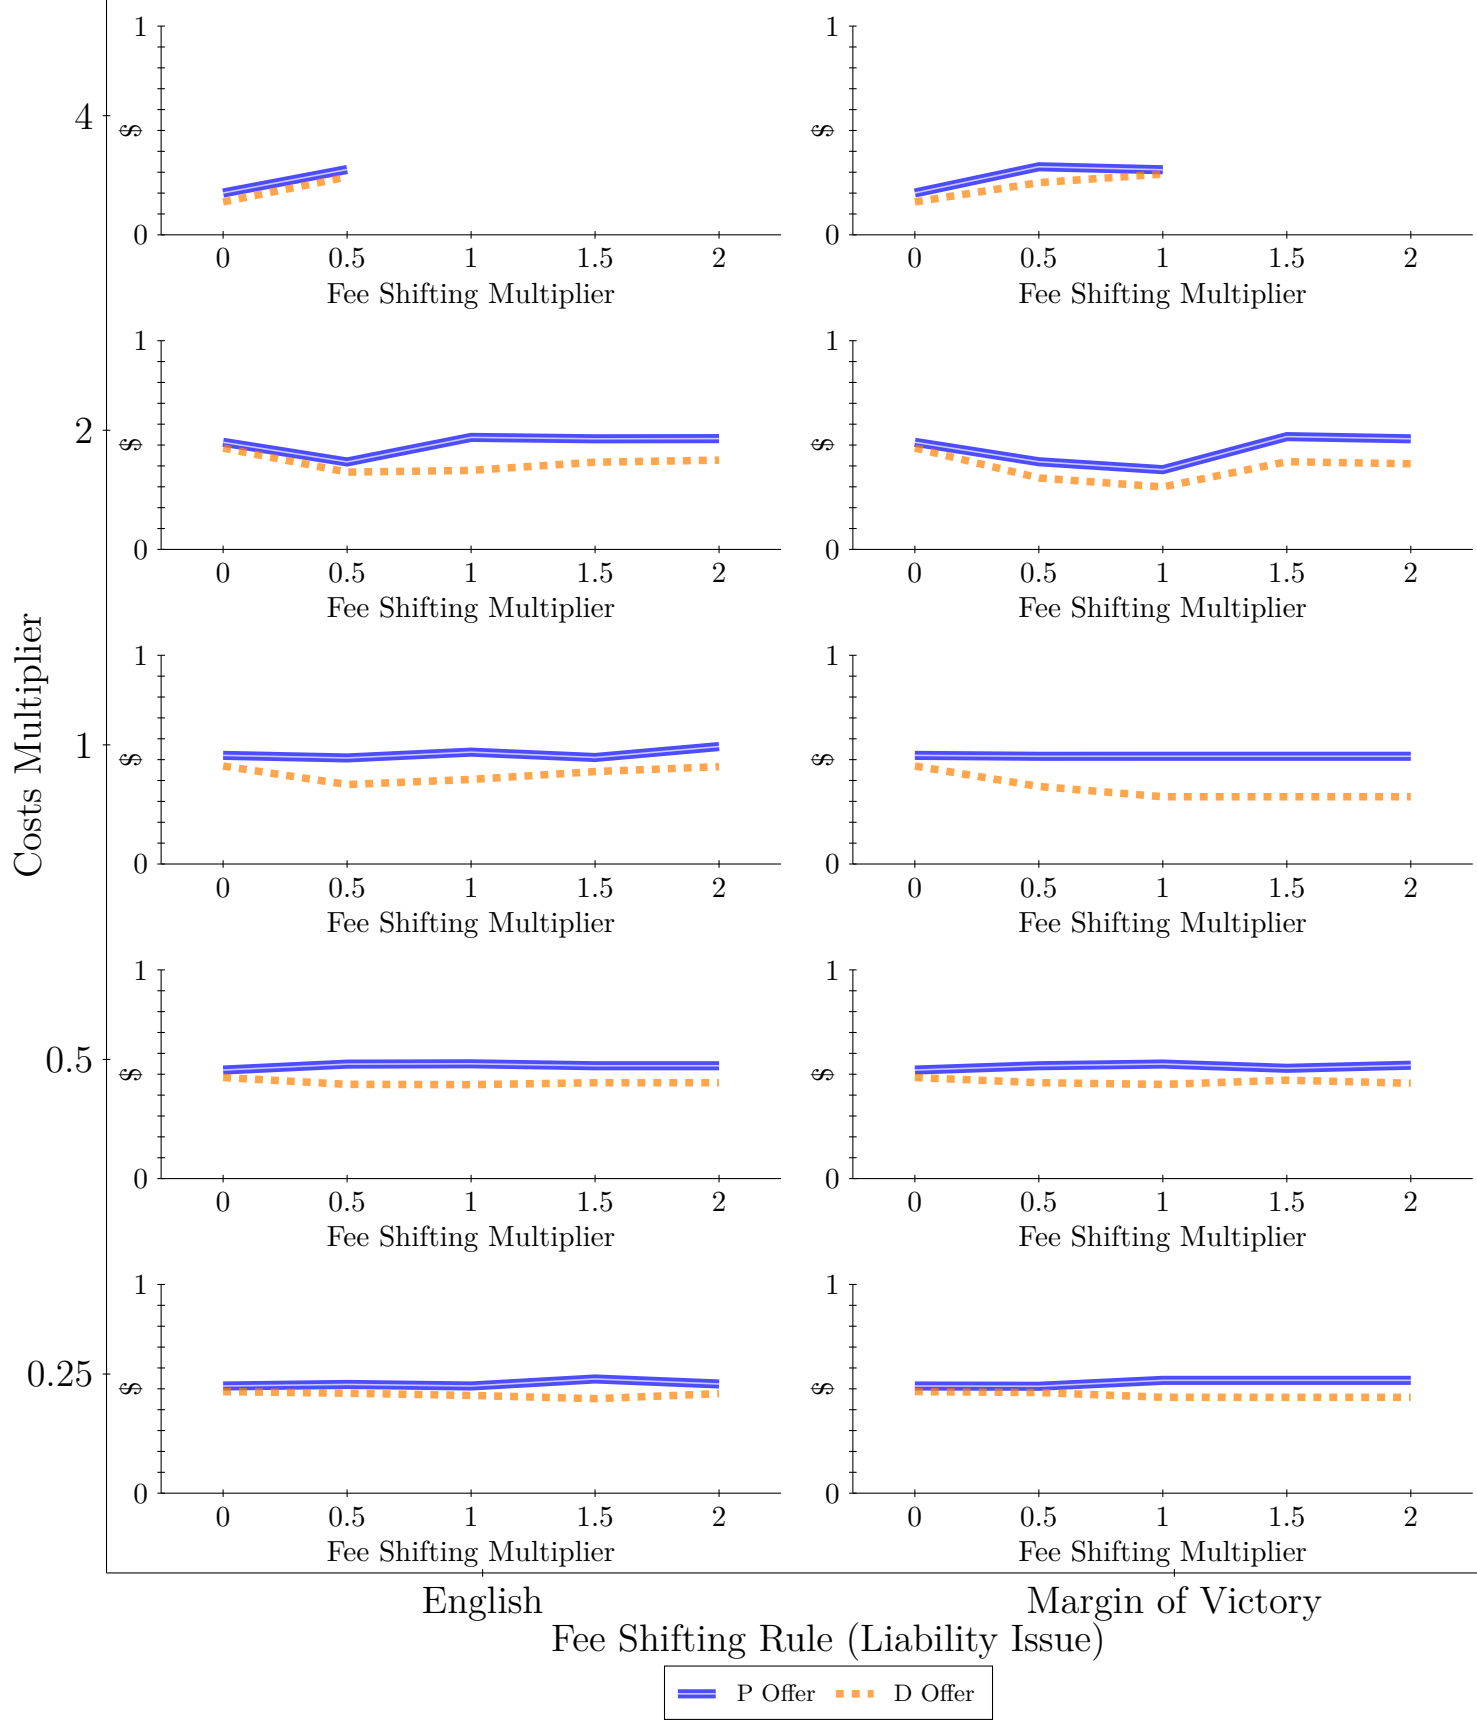 1
$
0
0 0.5 1 1.5 2
Fee Shifting Multiplier
1
$
0
0 0.5 1 1.5 2
Fee Shifting Multiplier
4
1
$
0
0 0.5 1 1.5 2
Fee Shifting Multiplier
1
$
0
0 0.5 1 1.5 2
Fee Shifting Multiplier
2
1
$
0
0 0.5 1 1.5 2
Fee Shifting Multiplier
1
$
0
0 0.5 1 1.5 2
Fee Shifting Multiplier
1
Costs Multiplier
1
$
0
0 0.5 1 1.5 2
Fee Shifting Multiplier
1
$
0
0 0.5 1 1.5 2
Fee Shifting Multiplier
0.5
1
$
0
0 0.5 1 1.5 2
Fee Shifting Multiplier
1
$
0
0 0.5 1 1.5 2
Fee Shifting Multiplier
0.25
English
Margin of Victory
Fee Shifting Rule (Liability Issue)
P Offer
D Offer